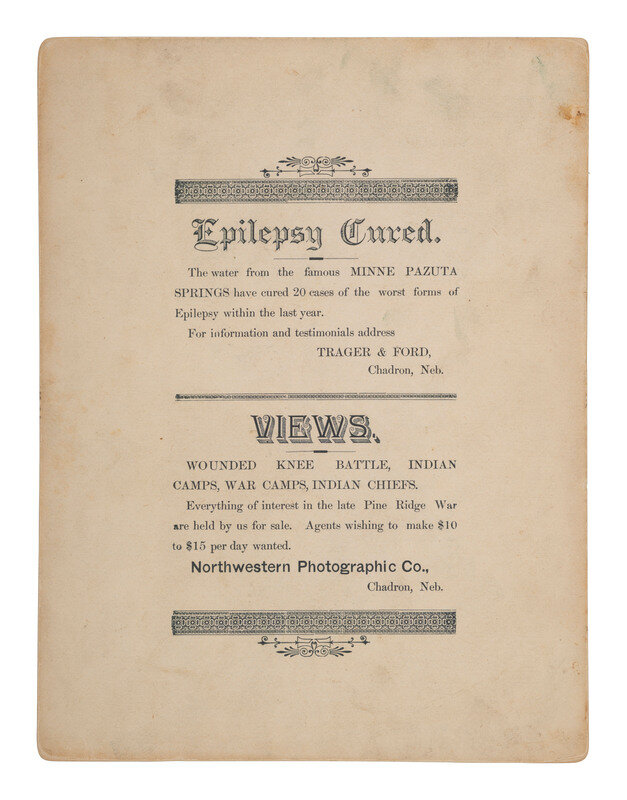 Epilepsy Cured.
The water from the famous MINNE PAZUTA
SPRINGS have cured 20 cases of the worst forms of
Epilepsy within the last year.
For information and testimonials address
TRAGER & FORD,
Chadron, Neb.
VIEWS.
WOUNDED KNEE BATTLE, INDIAN
CAMPS, WAR CAMPS, INDIAN CHIEFS.
Everything of interest in the late Pine Ridge War
are held by us for sale. Agents wishing to make $10
to $15 per day wanted.
Northwestern Photographic Co.,
Chadron, Neb.